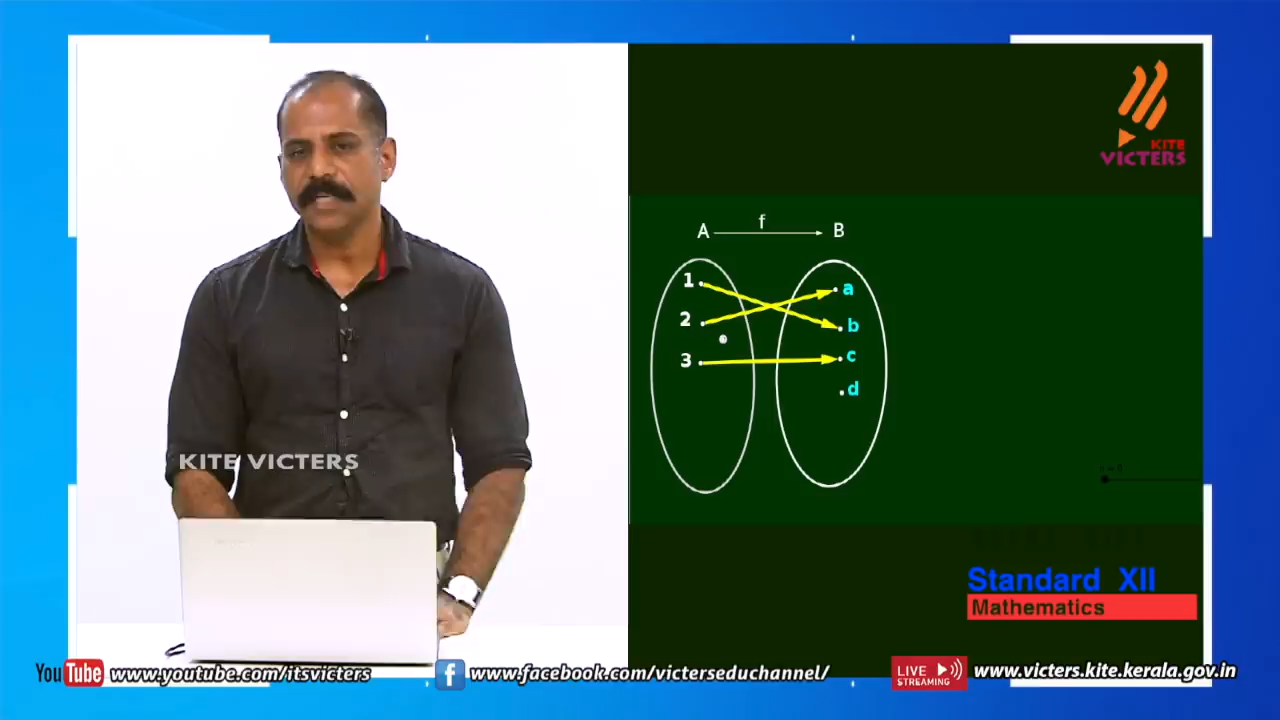 KITE
VICTERS
A f B
1 a
2 b
3 c
d
KITE VICTERS
Standard XII
Mathematics
YouTube www.youtube.com/itsvicters
f www.facebook.com/victerseduchannel/
LIVE
STREAMING
www.victers.kite.kerala.gov.in